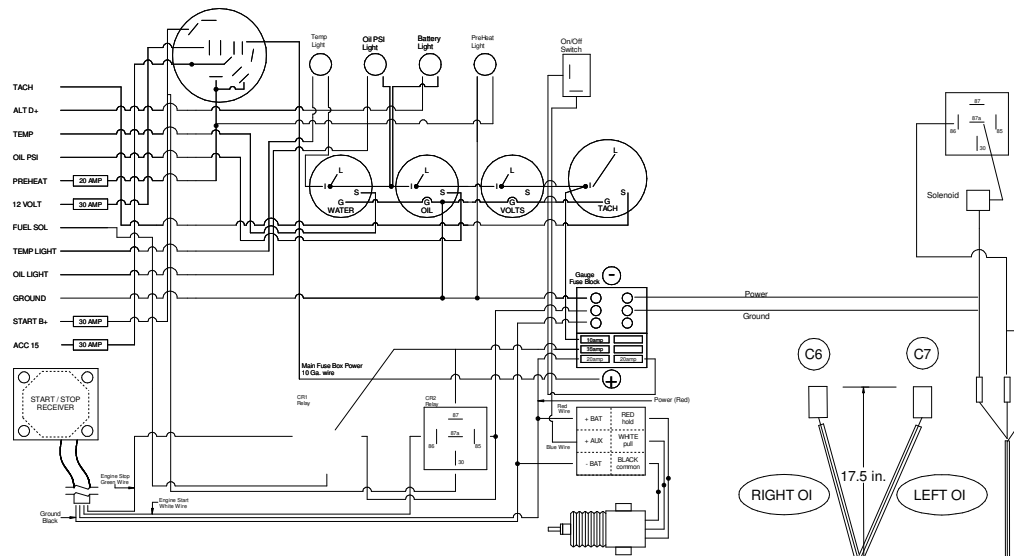 Temp
Light
Oil PSI
Light
Battery
Light
PreHeat
Light
On/Off
Switch
TACH
ALT D+
TEMP
OIL PSI
PREHEAT
20 AMP
12 VOLT
30 AMP
FUEL SOL
TEMP LIGHT
OIL LIGHT
GROUND
START B+
30 AMP
ACC 15
30 AMP
L
I
S
G
WATER
L
I
S
G
OIL
L
I
S
G
VOLTS
L
I
S
G
TACH
87
87a
86
85
30
Solenoid
Gauge
Fuse Block
-
Power
Ground
10amp
30amp
20amp
20amp
+
Main Fuse Box Power
10 Ga. wire
CR1
Relay
CR2
Relay
87
87a
86
85
30
Power (Red)
Red
Wire
Blue Wire
+ BAT
RED
hold
+ AUX
WHITE
pull
- BAT
BLACK
common
START / STOP
RECEIVER
Engine Stop
Green Wire
Engine Start
White Wire
Ground
Black
C6
C7
17.5 in.
RIGHT OI
LEFT OI